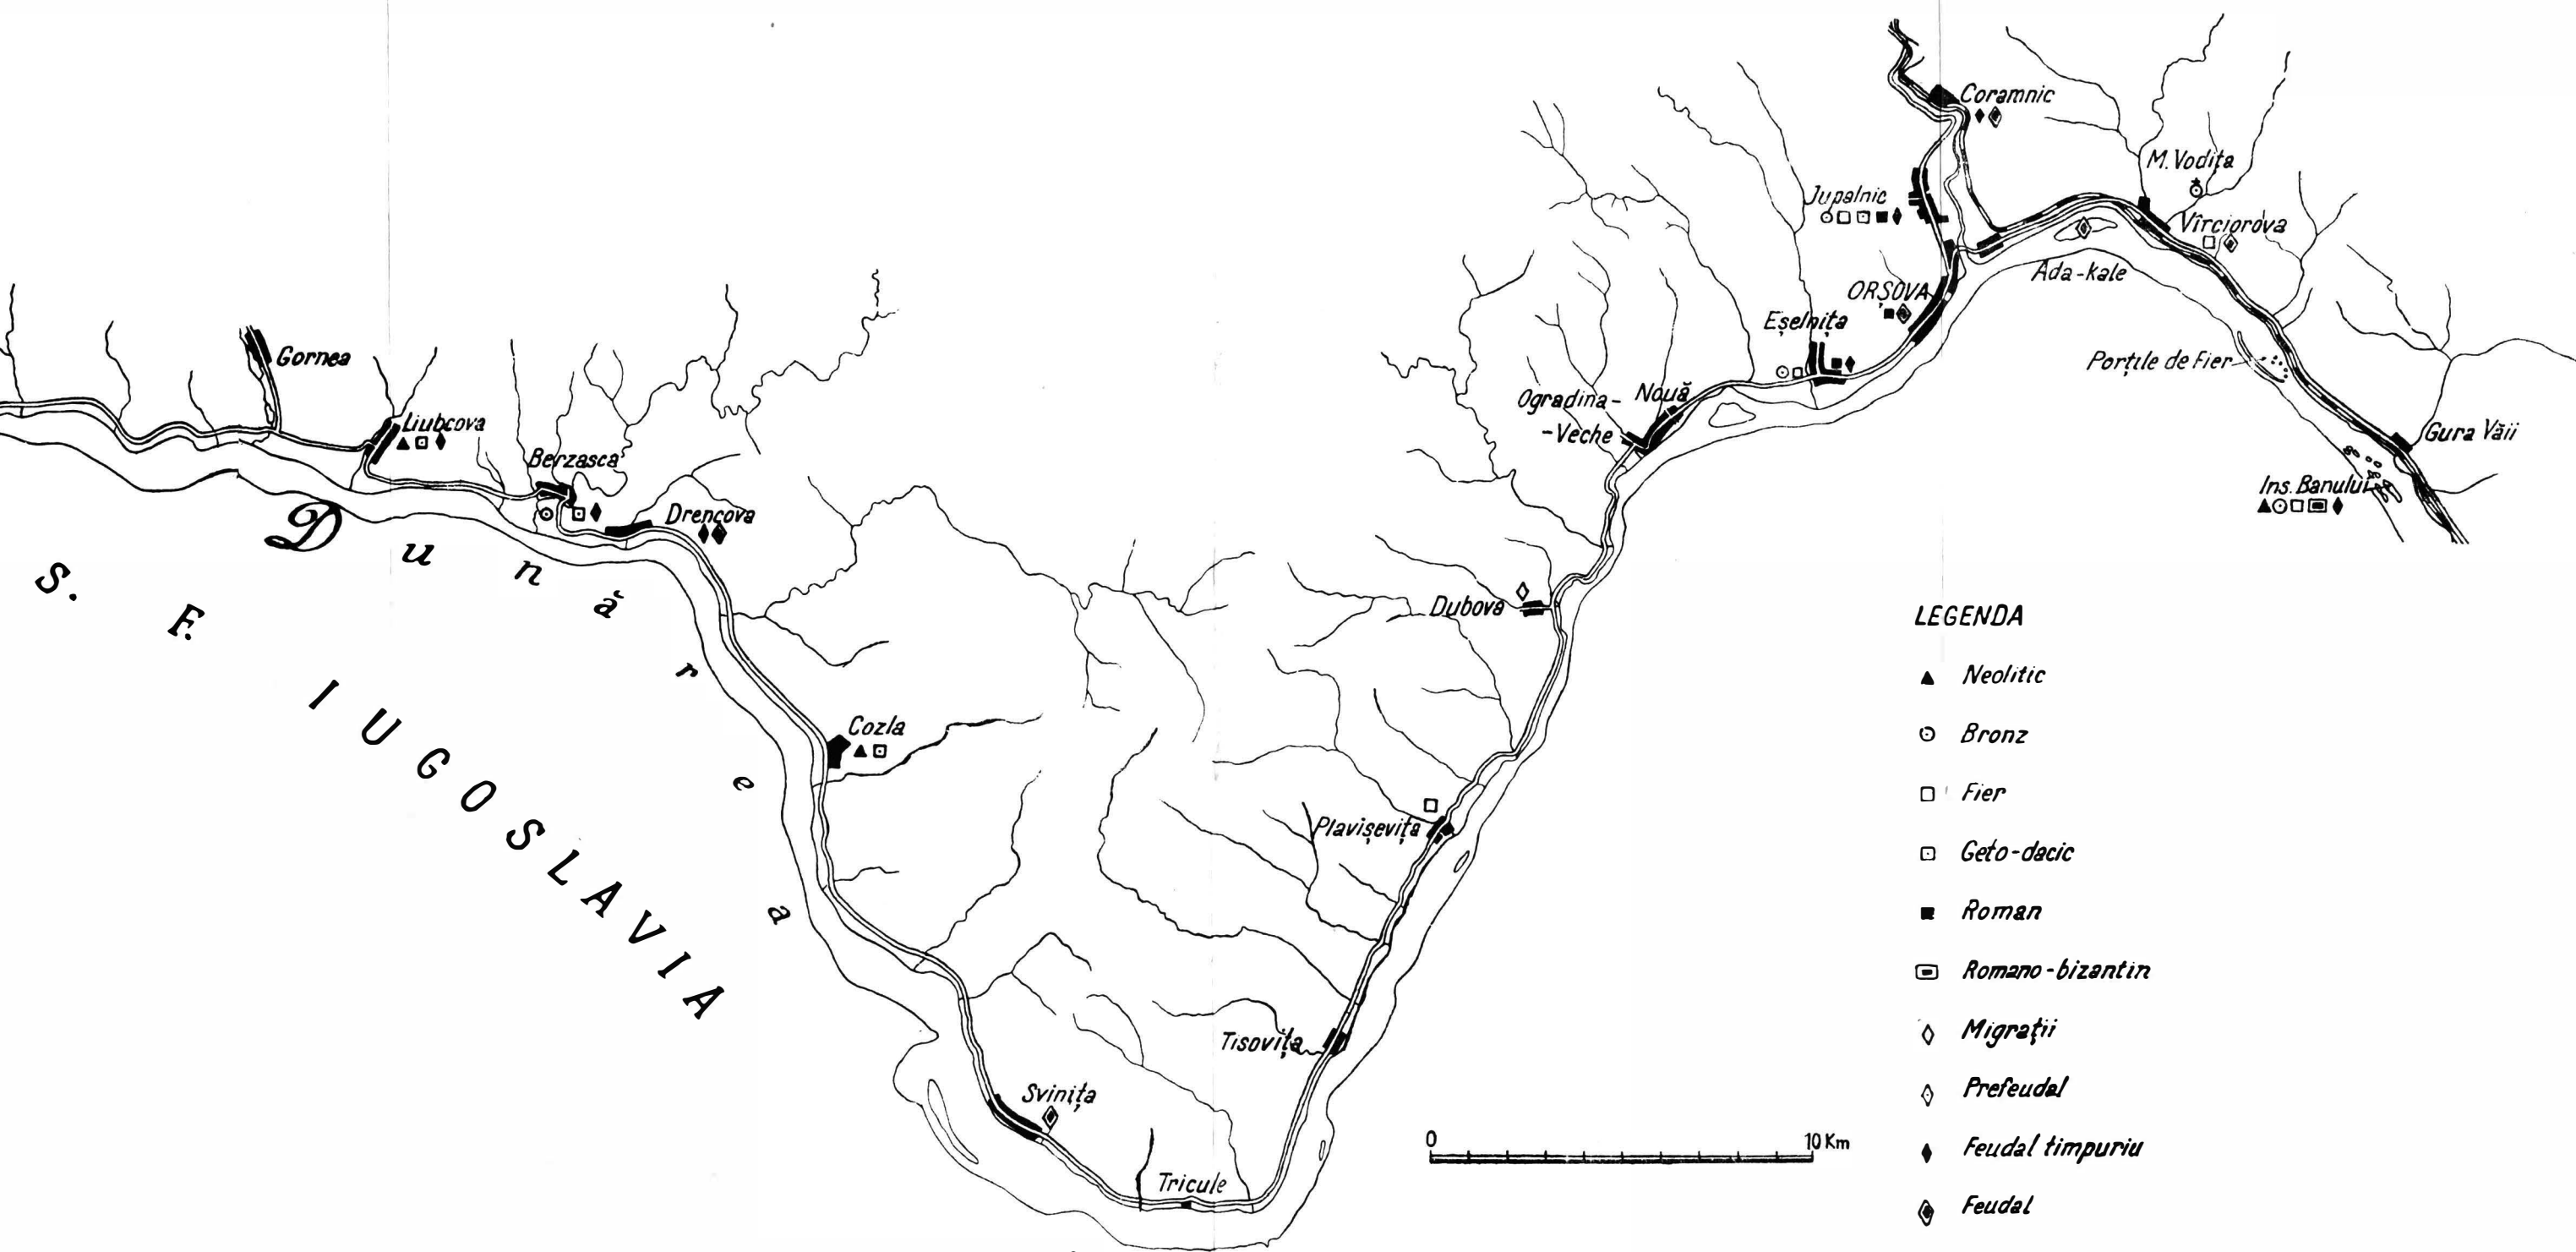 Coramnic
M. Vodița
Jupalnic
Vîrciorova
Ada-kale
ORȘOVA
Eșelnița
Porțile de Fier
Gornea
Ogradina-Nouă
-Veche
Liubcova
Gura Văii
Berzasca
Ins. Banului
Drencova
Dunărea
S. F. IUGOSLAVIA
Dubova
Cozla
Plavișevița
Tisovița
Svinița
Tricule
0 10 Km
LEGENDA
Neolitic
Bronz
Fier
Geto-dacic
Roman
Romano-bizantin
Migrații
Prefeudal
Feudal timpuriu
Feudal